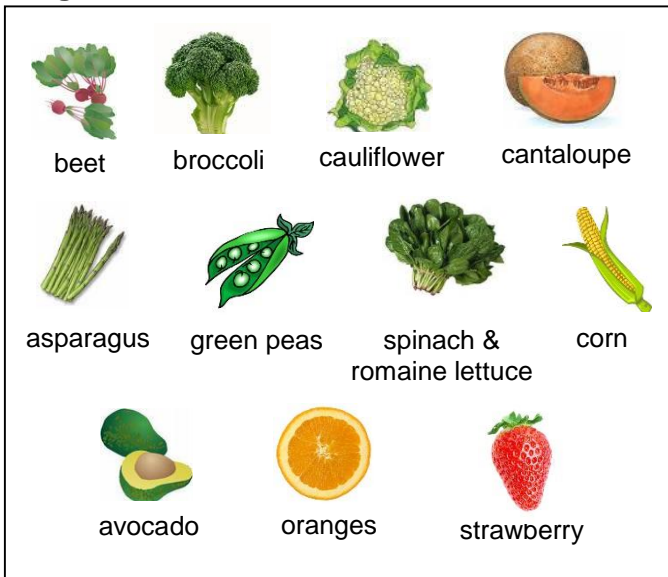 beet broccoli cauliflower cantaloupe
asparagus green peas spinach & romaine lettuce corn
avocado oranges strawberry